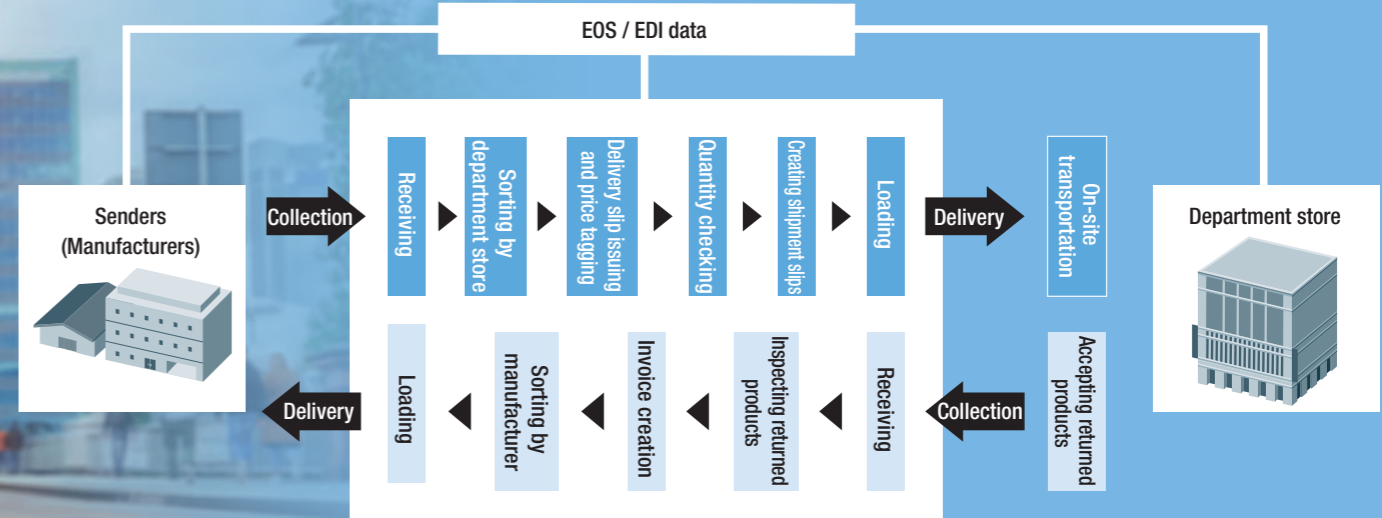 EOS / EDI data
Senders
(Manufacturers)
Collection
Receiving
Sorting by
department store
Delivery slip issuing
and price tagging
Quantity checking
Creating shipment slips
Loading
Delivery
On-site
transportation
Department store
Delivery
Loading
Sorting by
manufacturer
Invoice creation
Inspecting returned
products
Receiving
Collection
Accepting returned
products